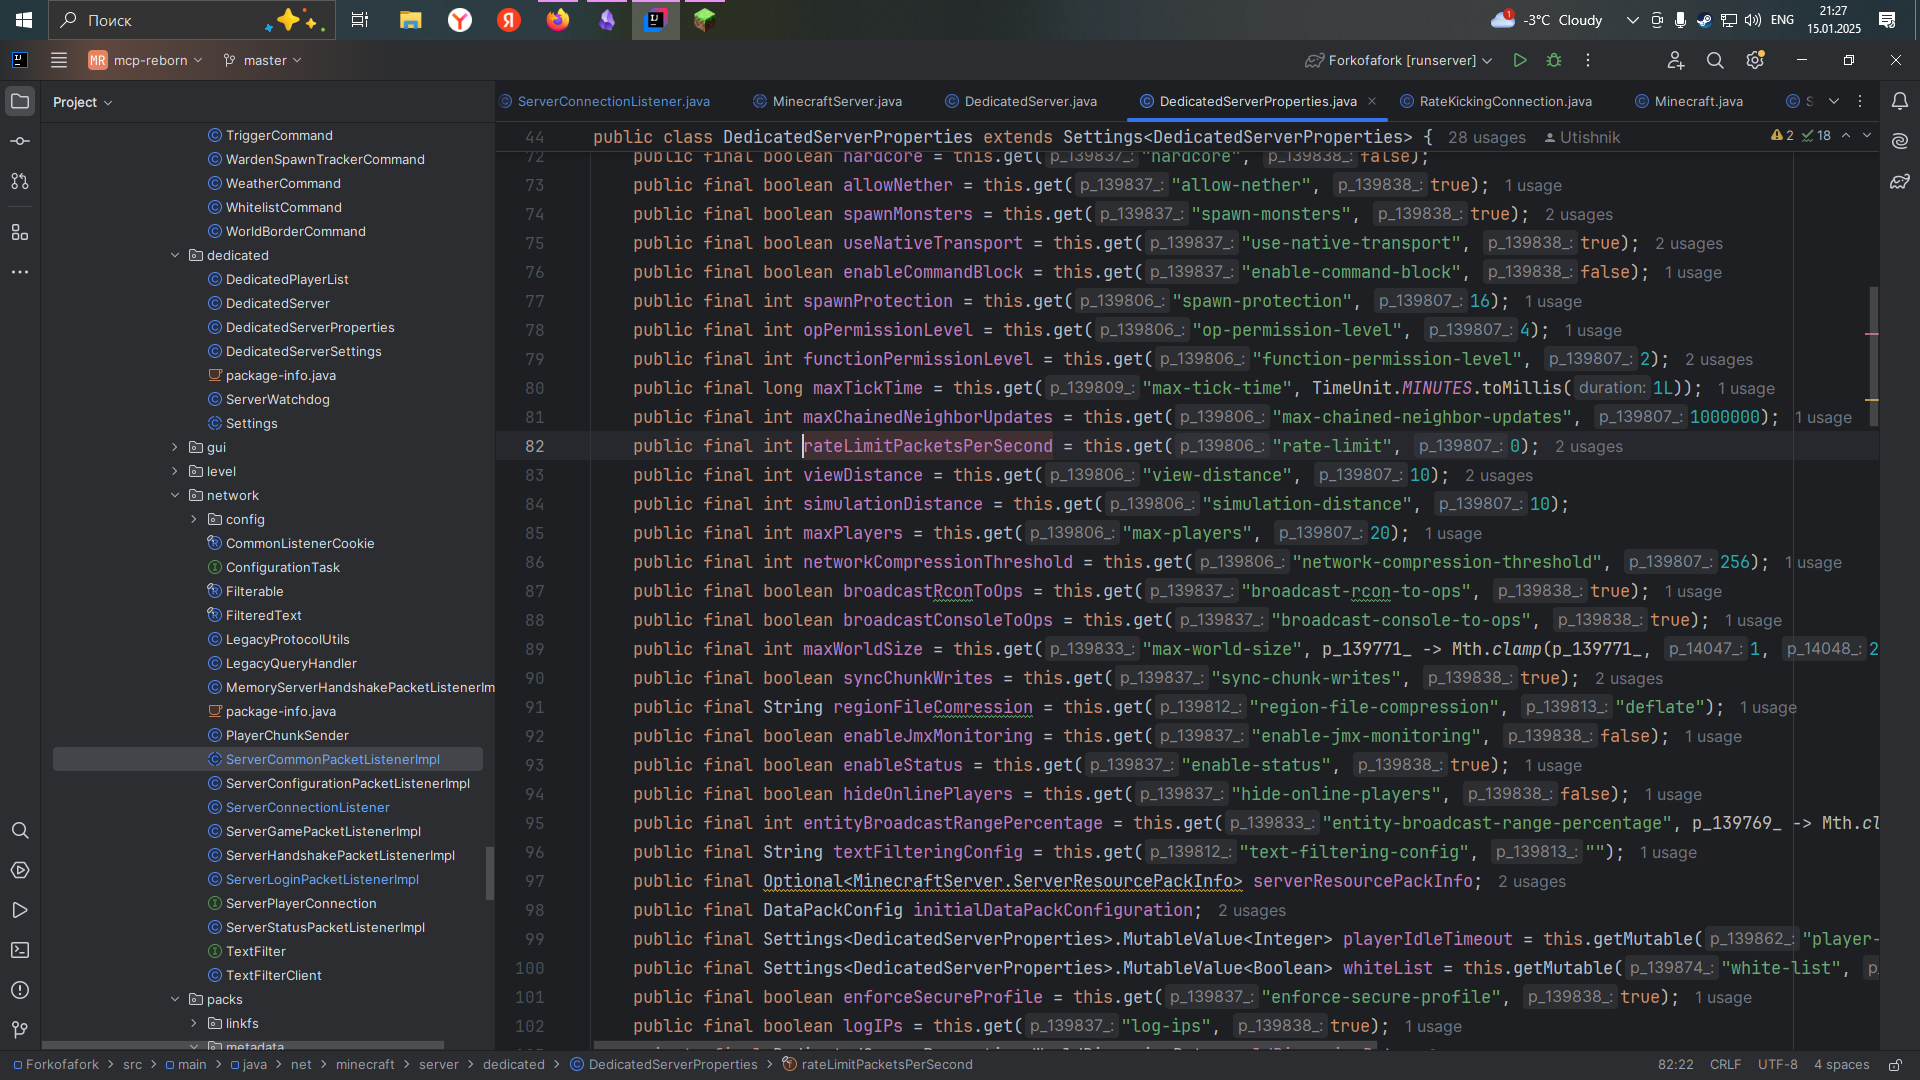 Поиск
1
-3°C Cloudy
ENG
21:27
15.01.2025
MR mcp-reborn
master
Forkofafork [runserver]
Project
ServerConnectionListener.java
MinecraftServer.java
DedicatedServer.java
DedicatedServerProperties.java
RateKickingConnection.java
Minecraft.java
S
TriggerCommand
WardenSpawnTrackerCommand
WeatherCommand
WhitelistCommand
WorldBorderCommand
dedicated
DedicatedPlayerList
DedicatedServer
DedicatedServerProperties
DedicatedServerSettings
package-info.java
ServerWatchdog
Settings
gui
level
network
config
CommonListenerCookie
ConfigurationTask
Filterable
FilteredText
LegacyProtocolUtils
LegacyQueryHandler
MemoryServerHandshakePacketListenerIm
package-info.java
PlayerChunkSender
ServerCommonPacketListenerImpl
ServerConfigurationPacketListenerImpl
ServerConnectionListener
ServerGamePacketListenerImpl
ServerHandshakePacketListenerImpl
ServerLoginPacketListenerImpl
ServerPlayerConnection
ServerStatusPacketListenerImpl
TextFilter
TextFilterClient
packs
linkfs
metadata
44 public class DedicatedServerProperties extends Settings<DedicatedServerProperties> { 28 usages Utishnik
2 18
72 public final boolean hardcore = this.get( p_139837_: "hardcore", p_139838_: false);
73 public final boolean allowNether = this.get( p_139837_: "allow-nether", p_139838_: true); 1 usage
74 public final boolean spawnMonsters = this.get( p_139837_: "spawn-monsters", p_139838_: true); 2 usages
75 public final boolean useNativeTransport = this.get( p_139837_: "use-native-transport", p_139838_: true); 2 usages
76 public final boolean enableCommandBlock = this.get( p_139837_: "enable-command-block", p_139838_: false); 1 usage
77 public final int spawnProtection = this.get( p_139806_: "spawn-protection", p_139807_: 16); 1 usage
78 public final int opPermissionLevel = this.get( p_139806_: "op-permission-level", p_139807_: 4); 1 usage
79 public final int functionPermissionLevel = this.get( p_139806_: "function-permission-level", p_139807_: 2); 2 usages
80 public final long maxTickTime = this.get( p_139809_: "max-tick-time", TimeUnit.MINUTES.toMillis( duration: 1L)); 1 usage
81 public final int maxChainedNeighborUpdates = this.get( p_139806_: "max-chained-neighbor-updates", p_139807_: 1000000); 1 usage
82 public final int rateLimitPacketsPerSecond = this.get( p_139806_: "rate-limit", p_139807_: 0); 2 usages
83 public final int viewDistance = this.get( p_139806_: "view-distance", p_139807_: 10); 2 usages
84 public final int simulationDistance = this.get( p_139806_: "simulation-distance", p_139807_: 10);
85 public final int maxPlayers = this.get( p_139806_: "max-players", p_139807_: 20); 1 usage
86 public final int networkCompressionThreshold = this.get( p_139806_: "network-compression-threshold", p_139807_: 256); 1 usage
87 public final boolean broadcastRconToOps = this.get( p_139837_: "broadcast-rcon-to-ops", p_139838_: true); 1 usage
88 public final boolean broadcastConsoleToOps = this.get( p_139837_: "broadcast-console-to-ops", p_139838_: true); 1 usage
89 public final int maxWorldSize = this.get( p_139833_: "max-world-size", p_139771_ -> Mth.clamp(p_139771_, p_14047_: 1, p_14048_: 2
90 public final boolean syncChunkWrites = this.get( p_139837_: "sync-chunk-writes", p_139838_: true); 2 usages
91 public final String regionFileComression = this.get( p_139812_: "region-file-compression", p_139813_: "deflate"); 1 usage
92 public final boolean enableJmxMonitoring = this.get( p_139837_: "enable-jmx-monitoring", p_139838_: false); 1 usage
93 public final boolean enableStatus = this.get( p_139837_: "enable-status", p_139838_: true); 1 usage
94 public final boolean hideOnlinePlayers = this.get( p_139837_: "hide-online-players", p_139838_: false); 1 usage
95 public final int entityBroadcastRangePercentage = this.get( p_139833_: "entity-broadcast-range-percentage", p_139769_ -> Mth.cl
96 public final String textFilteringConfig = this.get( p_139812_: "text-filtering-config", p_139813_: ""); 1 usage
97 public final Optional<MinecraftServer.ServerResourcePackInfo> serverResourcePackInfo; 2 usages
98 public final DataPackConfig initialDataPackConfiguration; 2 usages
99 public final Settings<DedicatedServerProperties>.MutableValue<Integer> playerIdleTimeout = this.getMutable( p_139862_: "player-
100 public final Settings<DedicatedServerProperties>.MutableValue<Boolean> whiteList = this.getMutable( p_139874_: "white-list", p_
101 public final boolean enforceSecureProfile = this.get( p_139837_: "enforce-secure-profile", p_139838_: true); 1 usage
102 public final boolean logIPs = this.get( p_139837_: "log-ips", p_139838_: true); 1 usage
Forkofafork > src > main > java > net > minecraft > server > dedicated > DedicatedServerProperties > rateLimitPacketsPerSecond
82:22 CRLF UTF-8 4 spaces